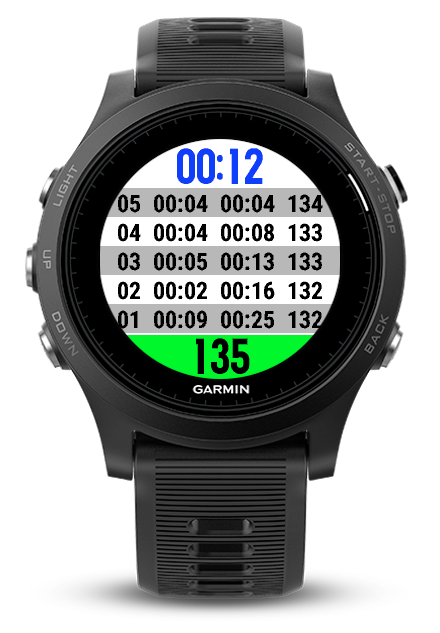 LIGHT
START·STOP
UP
DOWN
BACK
00:12
05 00:04 00:04 134
04 00:04 00:08 133
03 00:05 00:13 133
02 00:02 00:16 132
01 00:09 00:25 132
135
GARMIN